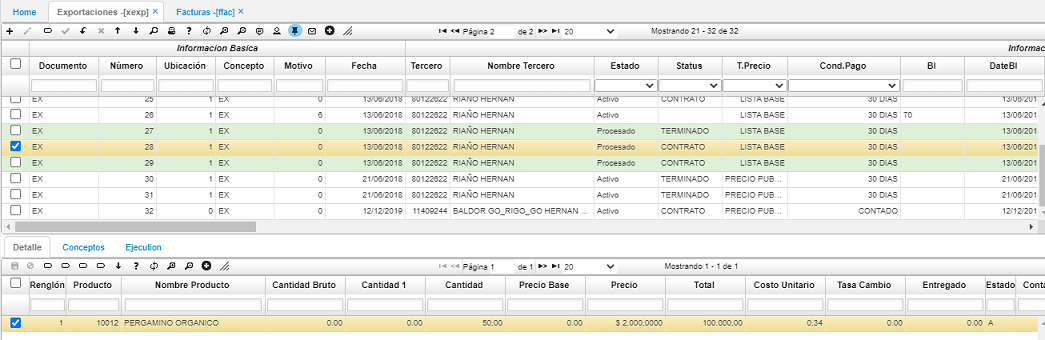 Home Exportaciones -[xexp] × Facturas -[ffac] ×
Página 2 de 2 20 Mostrando 21 - 32 de 32
Informacion Basica Informac
Documento Número Ubicación Concepto Motivo Fecha Tercero Nombre Tercero Estado Status T.Precio Cond.Pago Bl DateBl
EX 25 1 EX 0 13/06/2018 80122622 RIAÑO HERNAN Activo CONTRATO LISTA BASE 30 DIAS 13/06/201
EX 26 1 EX 6 13/06/2018 80122622 RIAÑO HERNAN Activo LISTA BASE 30 DIAS 70 13/06/201
EX 27 1 EX 0 13/06/2018 80122622 RIAÑO HERNAN Procesado TERMINADO LISTA BASE 30 DIAS 13/06/201
EX 28 1 EX 0 13/06/2018 80122622 RIAÑO HERNAN Procesado CONTRATO LISTA BASE 30 DIAS 13/06/201
EX 29 1 EX 0 13/06/2018 80122622 RIAÑO HERNAN Procesado CONTRATO LISTA BASE 30 DIAS 13/06/201
EX 30 1 EX 0 21/06/2018 80122622 RIAÑO HERNAN Activo TERMINADO PRECIO PUB... 30 DIAS 21/06/201
EX 31 1 EX 0 21/06/2018 80122622 RIAÑO HERNAN Activo TERMINADO PRECIO PUB... 30 DIAS 21/06/201
EX 32 0 EX 0 12/12/2019 11409244 BALDOR GO_RIGO_GO HERNAN ... Activo CONTRATO PRECIO PUB... CONTADO 12/12/201
Detalle Conceptos Ejecution
Página 1 de 1 20 Mostrando 1 - 1 de 1
Renglón Producto Nombre Producto Cantidad Bruto Cantidad 1 Cantidad Precio Base Precio Total Costo Unitario Tasa Cambio Entregado Estado Conta
1 10012 PERGAMINO ORGANICO 0.00 0.00 50,00 0.00 $ 2.000,0000 100.000,00 0,34 0.00 0.00 A